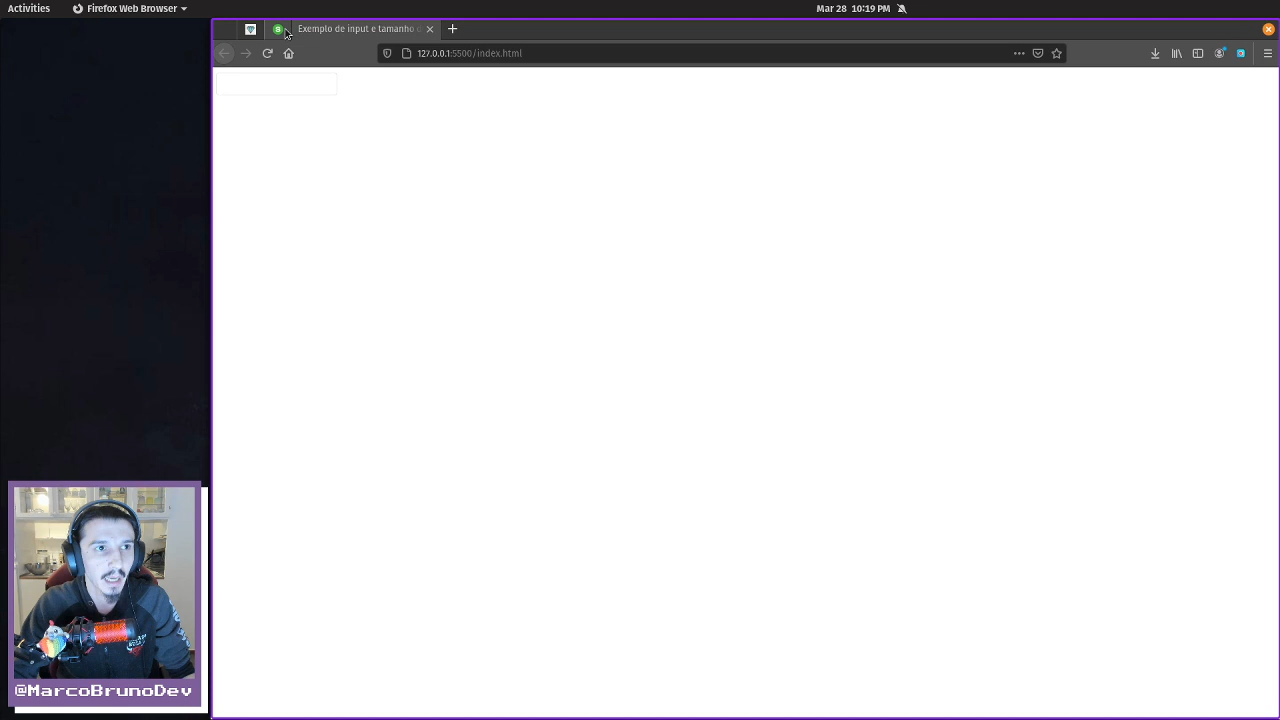 Activities
Firefox Web Browser
Mar 28 10:19 PM
S
Exemplo de input e tamanho
127.0.0.1:5500/index.html
@MarcoBrunoDev